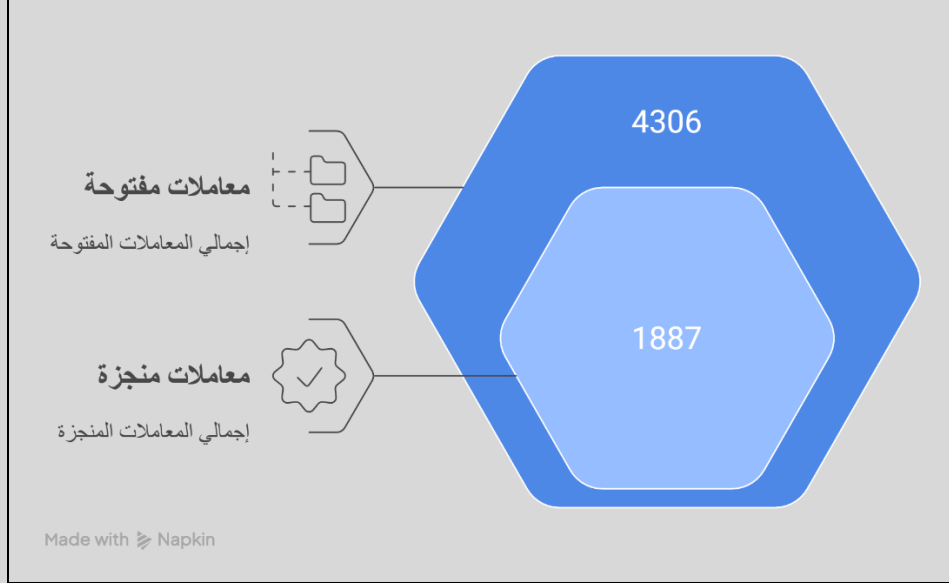 4306
معاملات مفتوحة
إجمالي المعاملات المفتوحة
1887
معاملات منجزة
إجمالي المعاملات المنجزة
Made with Napkin